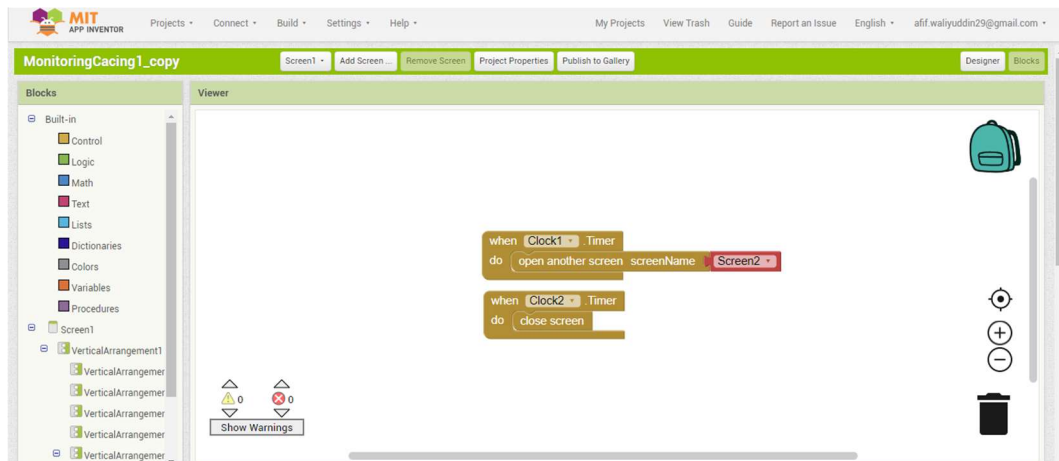 MIT
APP INVENTOR
Projects Connect Build Settings Help My Projects View Trash Guide Report an Issue English afif.waliyuddin29@gmail.com
MonitoringCacing1_copy Screen1 Add Screen ... Remove Screen Project Properties Publish to Gallery Designer Blocks
Blocks Viewer
Built-in
Control
Logic
Math
Text
Lists
Dictionaries
Colors
Variables
Procedures
Screen1
VerticalArrangement1
VerticalArrangemer
VerticalArrangemer
VerticalArrangemer
VerticalArrangemer
VerticalArrangemer
when Clock1 .Timer
do open another screen screenName Screen2
when Clock2 .Timer
do close screen
0 0
Show Warnings